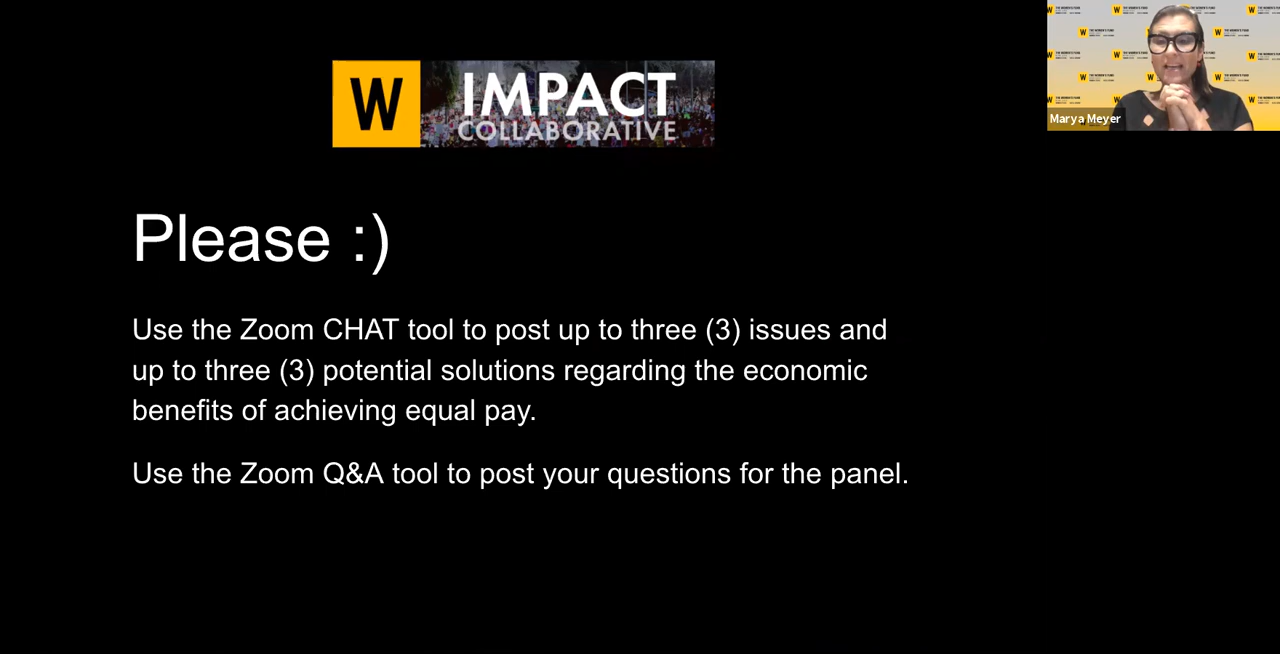 W IMPACT
COLLABORATIVE
Marya Meyer
Please :)
Use the Zoom CHAT tool to post up to three (3) issues and
up to three (3) potential solutions regarding the economic
benefits of achieving equal pay.
Use the Zoom Q&A tool to post your questions for the panel.